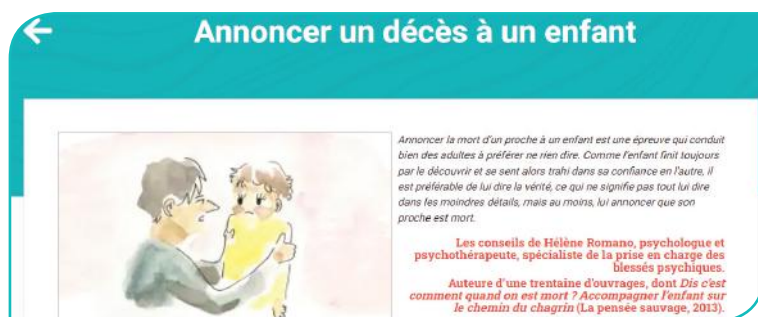 Annoncer un décès à un enfant
Annoncer la mort d'un proche à un enfant est une épreuve qui conduit
bien des adultes à préférer ne rien dire. Comme l'enfant finit toujours
par le découvrir et se sent alors trahi dans sa confiance en l'autre, il
est préférable de lui dire la vérité, ce qui ne signifie pas tout lui dire
dans les moindres détails, mais au moins, lui annoncer que son
proche est mort.
Les conseils de Hélène Romano, psychologue et
psychothérapeute, spécialiste de la prise en charge des
blessés psychiques.
Auteure d'une trentaine d'ouvrages, dont Dis c'est
comment quand on est mort ? Accompagner l'enfant sur
le chemin du chagrin (La pensée sauvage, 2013).